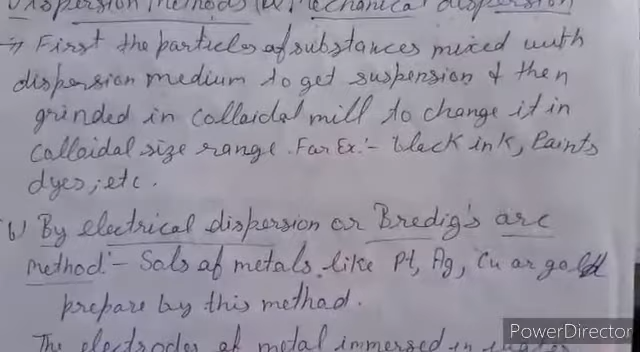 Dispersion Methods (a) Mechanical dispersion
→ First the particles of substances mixed with
dispersion medium to get suspension & then
grinded in colloidal mill to change it in
colloidal size range. For Ex:- black ink, Paints
dyes, etc.
b) By electrical dispersion or Bredig's arc
method:- Sols of metals like Pt, Ag, Cu or gold
prepare by this method.
The electrodes of metal immersed in
PowerDirector